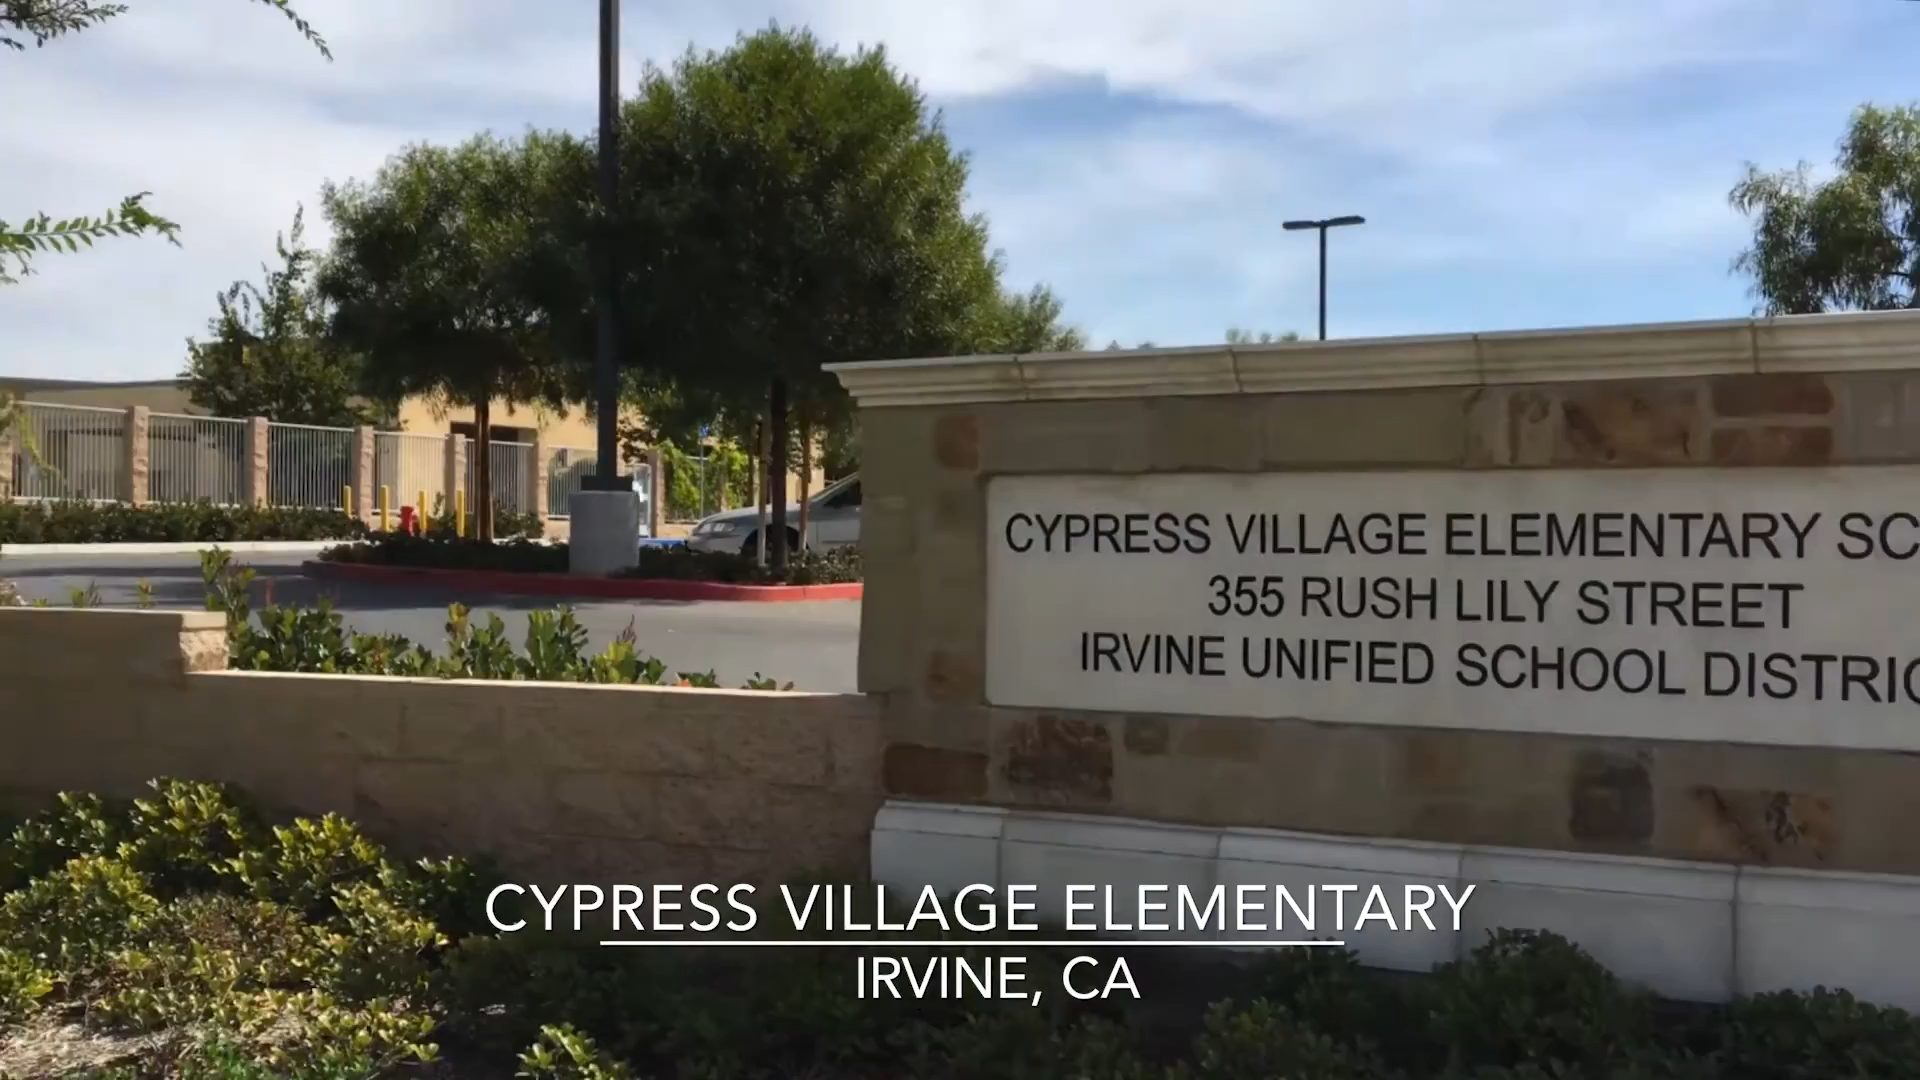 CYPRESS VILLAGE ELEMENTARY SC
355 RUSH LILY STREET
IRVINE UNIFIED SCHOOL DISTRIC
CYPRESS VILLAGE ELEMENTARY
IRVINE, CA